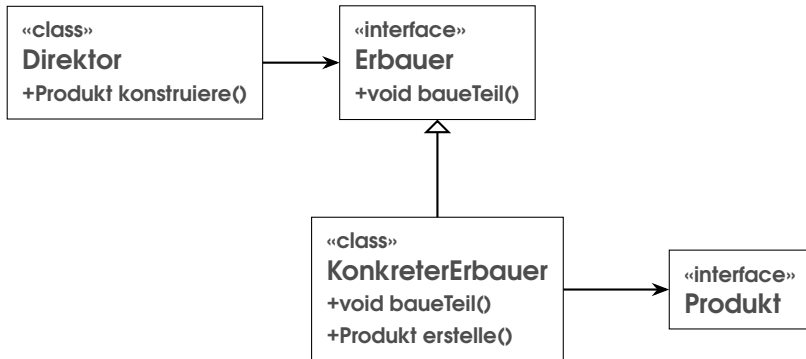 «class»
Direktor
+Produkt konstruiere()
«interface»
Erbauer
+void baueTeil()
«class»
KonkreterErbauer
+void baueTeil()
+Produkt erstelle()
«interface»
Produkt